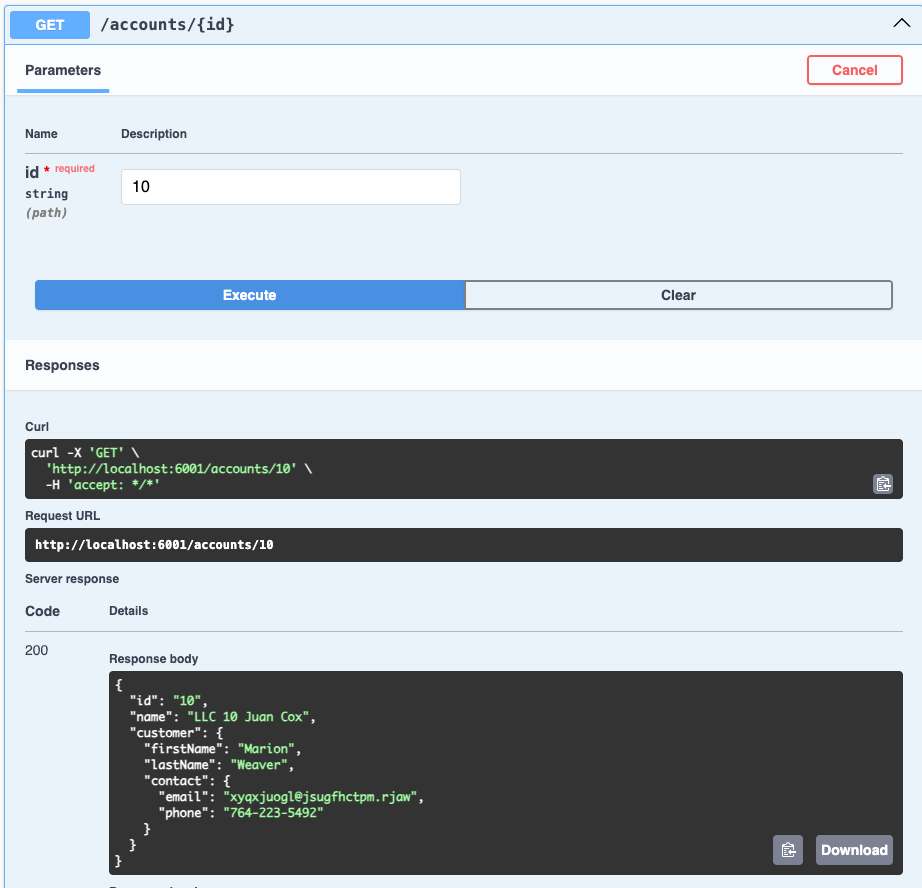 GET /accounts/{id}
Parameters
Cancel
Name Description
id * required
string
(path)
10
Execute Clear
Responses
Curl
curl -X 'GET' \
'http://localhost:6001/accounts/10' \
-H 'accept: */*'
Request URL
http://localhost:6001/accounts/10
Server response
Code Details
200
Response body
{
"id": "10",
"name": "LLC 10 Juan Cox",
"customer": {
"firstName": "Marion",
"lastName": "Weaver",
"contact": {
"email": "xyqxjuogl@jsugfhctpm.rjaw",
"phone": "764-223-5492"
}
}
}
Download